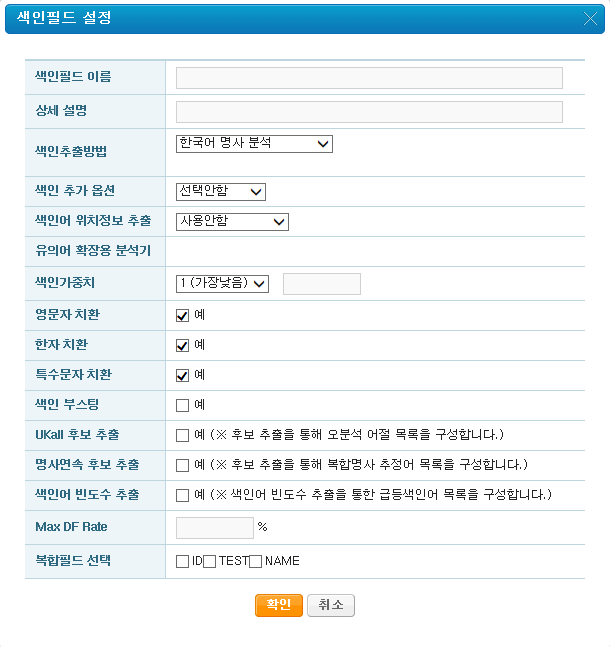 색인필드 설정
색인필드 이름
상세 설명
색인추출방법 한국어 명사 분석
색인 추가 옵션 선택안함
색인어 위치정보 추출 사용안함
유의어 확장용 분석기
색인가중치 1 (가장낮음)
영문자 치환 예
한자 치환 예
특수문자 치환 예
색인 부스팅 예
UKall 후보 추출 예 (※ 후보 추출을 통해 오분석 어절 목록을 구성합니다.)
명사연속 후보 추출 예 (※ 후보 추출을 통해 복합명사 추정어 목록을 구성합니다.)
색인어 빈도수 추출 예 (※ 색인어 빈도수 추출을 통한 급등색인어 목록을 구성합니다.)
Max DF Rate %
복합필드 선택 ID TEST NAME
확인 취소